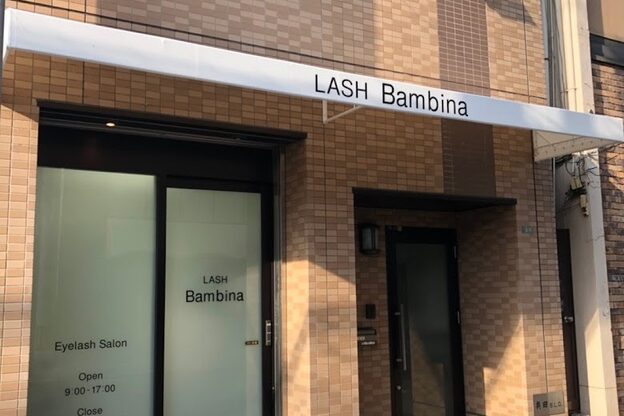 LASH Bambina
LASH
Bambina
Eyelash Salon
Open
9:00-17:00
Close